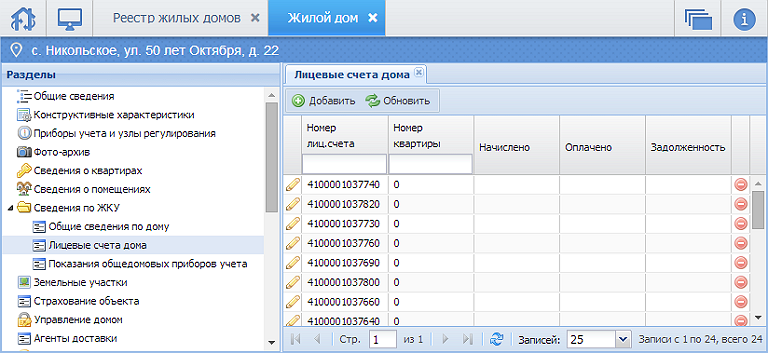 Реестр жилых домов
Жилой дом
с. Никольское, ул. 50 лет Октября, д. 22
Разделы
Общие сведения
Конструктивные характеристики
Приборы учета и узлы регулирования
Фото-архив
Сведения о квартирах
Сведения о помещениях
Сведения по ЖКУ
Общие сведения по дому
Лицевые счета дома
Показания общедомовых приборов учета
Земельные участки
Страхование объекта
Управление домом
Агенты доставки
Лицевые счета дома
Добавить Обновить
Номер лиц.счета Номер квартиры Начислено Оплачено Задолженность
4100001037740 0
4100001037820 0
4100001037730 0
4100001037760 0
4100001037690 0
4100001037800 0
4100001037660 0
4100001037640 0
Стр. 1 из 1 Записей: 25 Записи с 1 по 24, всего 24